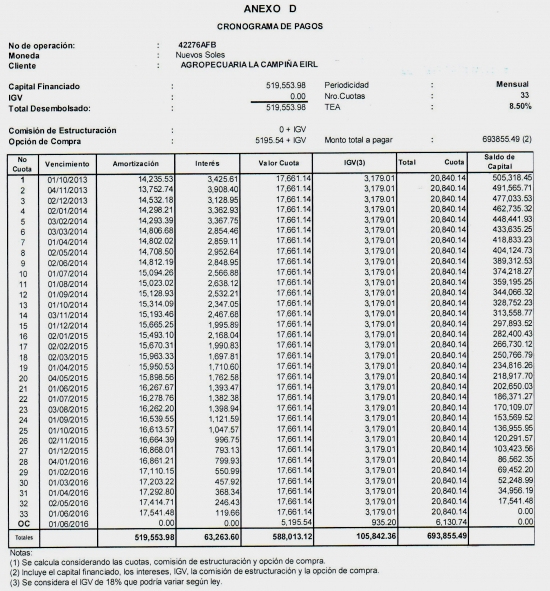 ANEXO D
CRONOGRAMA DE PAGOS
No de operación: : 42276AFB
Moneda : Nuevos Soles
Cliente : AGROPECUARIA LA CAMPIÑA EIRL
Capital Financiado : 519,553.98 Periodicidad : Mensual
IGV : 0.00 Nro.Cuotas : 33
Total Desembolsado: : 519,553.98 TEA : 8.50%
Comisión de Estructuración : 0 + IGV
Opción de Compra : 5195.54 + IGV Monto total a pagar : 693855.49 (2)
No Cuota Vencimiento Amortización Interés Valor Cuota IGV(3) Total Cuota Saldo de Capital
1 01/10/2013 14,235.53 3,425.61 17,661.14 3,179.01 20,840.14 505,318.45
2 04/11/2013 13,752.74 3,908.40 17,661.14 3,179.01 20,840.14 491,565.71
3 02/12/2013 14,532.18 3,128.95 17,661.14 3,179.01 20,840.14 477,033.53
4 02/01/2014 14,298.21 3,362.93 17,661.14 3,179.01 20,840.14 462,735.32
5 03/02/2014 14,293.39 3,367.75 17,661.14 3,179.01 20,840.14 448,441.93
6 03/03/2014 14,806.68 2,854.46 17,661.14 3,179.01 20,840.14 433,635.25
7 01/04/2014 14,802.02 2,859.11 17,661.14 3,179.01 20,840.14 418,833.23
8 02/05/2014 14,708.50 2,952.64 17,661.14 3,179.01 20,840.14 404,124.73
9 02/06/2014 14,812.19 2,848.95 17,661.14 3,179.01 20,840.14 389,312.53
10 01/07/2014 15,094.26 2,566.88 17,661.14 3,179.01 20,840.14 374,218.27
11 01/08/2014 15,023.02 2,638.12 17,661.14 3,179.01 20,840.14 359,195.25
12 01/09/2014 15,128.93 2,532.21 17,661.14 3,179.01 20,840.14 344,066.32
13 01/10/2014 15,314.09 2,347.05 17,661.14 3,179.01 20,840.14 328,752.23
14 03/11/2014 15,193.46 2,467.68 17,661.14 3,179.01 20,840.14 313,558.77
15 01/12/2014 15,665.25 1,995.89 17,661.14 3,179.01 20,840.14 297,893.52
16 02/01/2015 15,493.10 2,168.04 17,661.14 3,179.01 20,840.14 282,400.43
17 02/02/2015 15,670.31 1,990.83 17,661.14 3,179.01 20,840.14 266,730.12
18 02/03/2015 15,963.33 1,697.81 17,661.14 3,179.01 20,840.14 250,766.79
19 01/04/2015 15,950.53 1,710.60 17,661.14 3,179.01 20,840.14 234,816.26
20 04/05/2015 15,898.56 1,762.58 17,661.14 3,179.01 20,840.14 218,917.70
21 01/06/2015 16,267.67 1,393.47 17,661.14 3,179.01 20,840.14 202,650.03
22 01/07/2015 16,278.76 1,382.38 17,661.14 3,179.01 20,840.14 186,371.27
23 03/08/2015 16,262.20 1,398.94 17,661.14 3,179.01 20,840.14 170,109.07
24 01/09/2015 16,539.55 1,121.59 17,661.14 3,179.01 20,840.14 153,569.52
25 01/10/2015 16,613.57 1,047.57 17,661.14 3,179.01 20,840.14 136,955.95
26 02/11/2015 16,664.39 996.75 17,661.14 3,179.01 20,840.14 120,291.57
27 01/12/2015 16,868.01 793.13 17,661.14 3,179.01 20,840.14 103,423.56
28 04/01/2016 16,861.21 799.93 17,661.14 3,179.01 20,840.14 86,562.35
29 01/02/2016 17,110.15 550.99 17,661.14 3,179.01 20,840.14 69,452.20
30 01/03/2016 17,203.22 457.92 17,661.14 3,179.01 20,840.14 52,248.99
31 01/04/2016 17,292.80 368.34 17,661.14 3,179.01 20,840.14 34,956.19
32 02/05/2016 17,414.71 246.43 17,661.14 3,179.01 20,840.14 17,541.48
33 01/06/2016 17,541.48 119.66 17,661.14 3,179.01 20,840.14 0.00
OC 01/06/2016 0.00 0.00 5,195.54 935.20 6,130.74 0.00
Totales 519,553.98 63,263.60 588,013.12 105,842.36 693,855.49
Notas:
(1) Se calcula considerando las cuotas, comisión de estructuración y opción de compra.
(2) Incluye el capital financiado, los intereses, IGV, la comisión de estructuración y la opción de compra.
(3) Se considera el IGV de 18% que podría variar según ley.